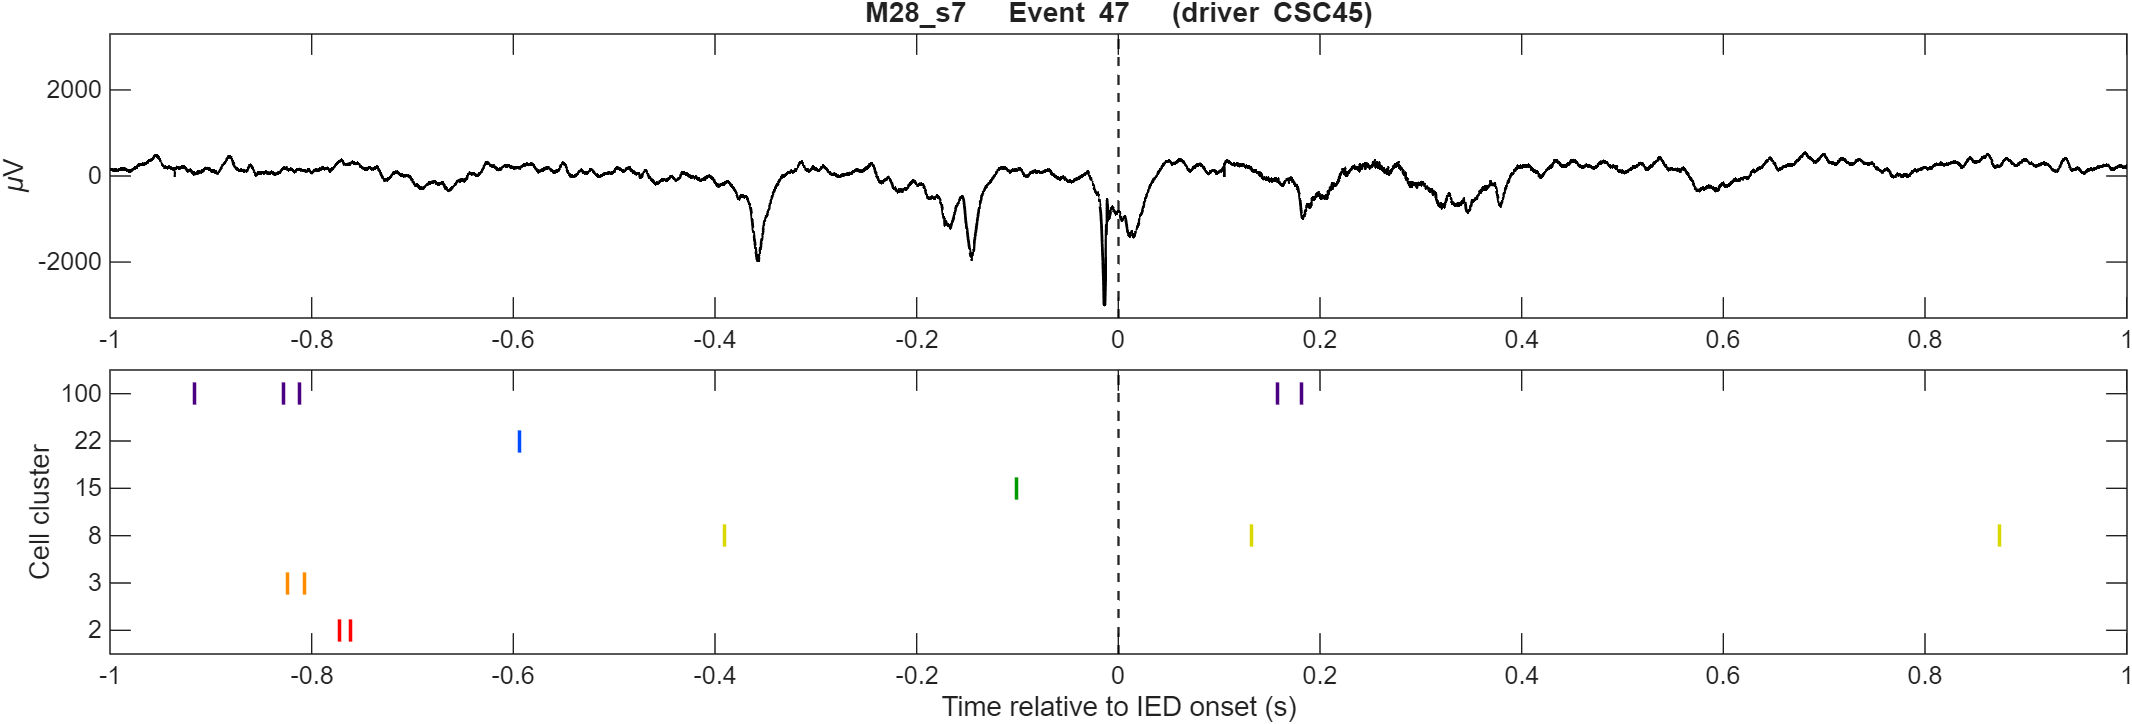 M28_s7 Event 47 (driver CSC45)
2000
0
-2000
µV
-1 -0.8 -0.6 -0.4 -0.2 0 0.2 0.4 0.6 0.8 1
100
22
15
8
3
2
Cell cluster
-1 -0.8 -0.6 -0.4 -0.2 0 0.2 0.4 0.6 0.8 1
Time relative to IED onset (s)